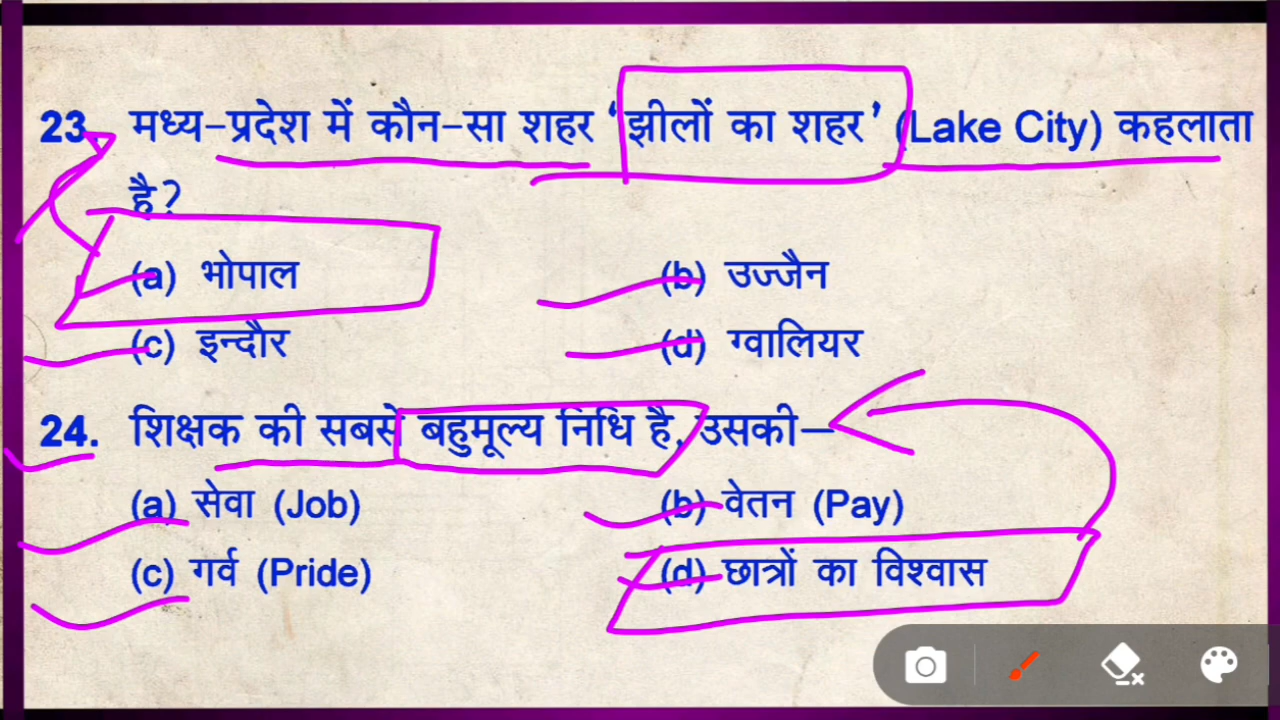 23. मध्य-प्रदेश में कौन-सा शहर ‘झीलों का शहर’ (Lake City) कहलाता
है?
(a) भोपाल (b) उज्जैन
(c) इन्दौर (d) ग्वालियर
24. शिक्षक की सबसे बहुमूल्य निधि है, उसकी—
(a) सेवा (Job) (b) वेतन (Pay)
(c) गर्व (Pride) (d) छात्रों का विश्वास